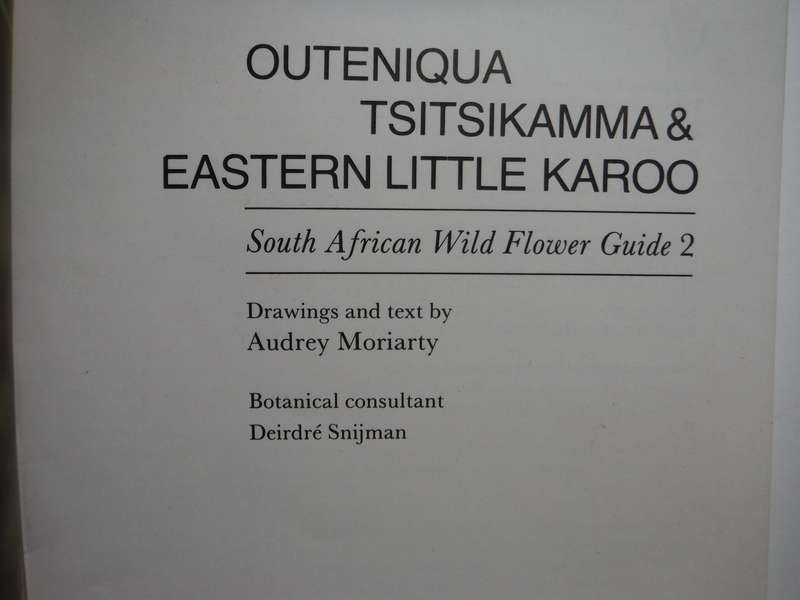 OUTENIQUA
TSITSIKAMMA &
EASTERN LITTLE KAROO
South African Wild Flower Guide 2
Drawings and text by
Audrey Moriarty
Botanical consultant
Deirdré Snijman